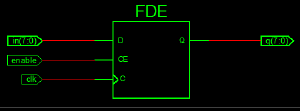 FDE
in(7:0)
D
Q
q(7:0)
enable
CE
clk
C